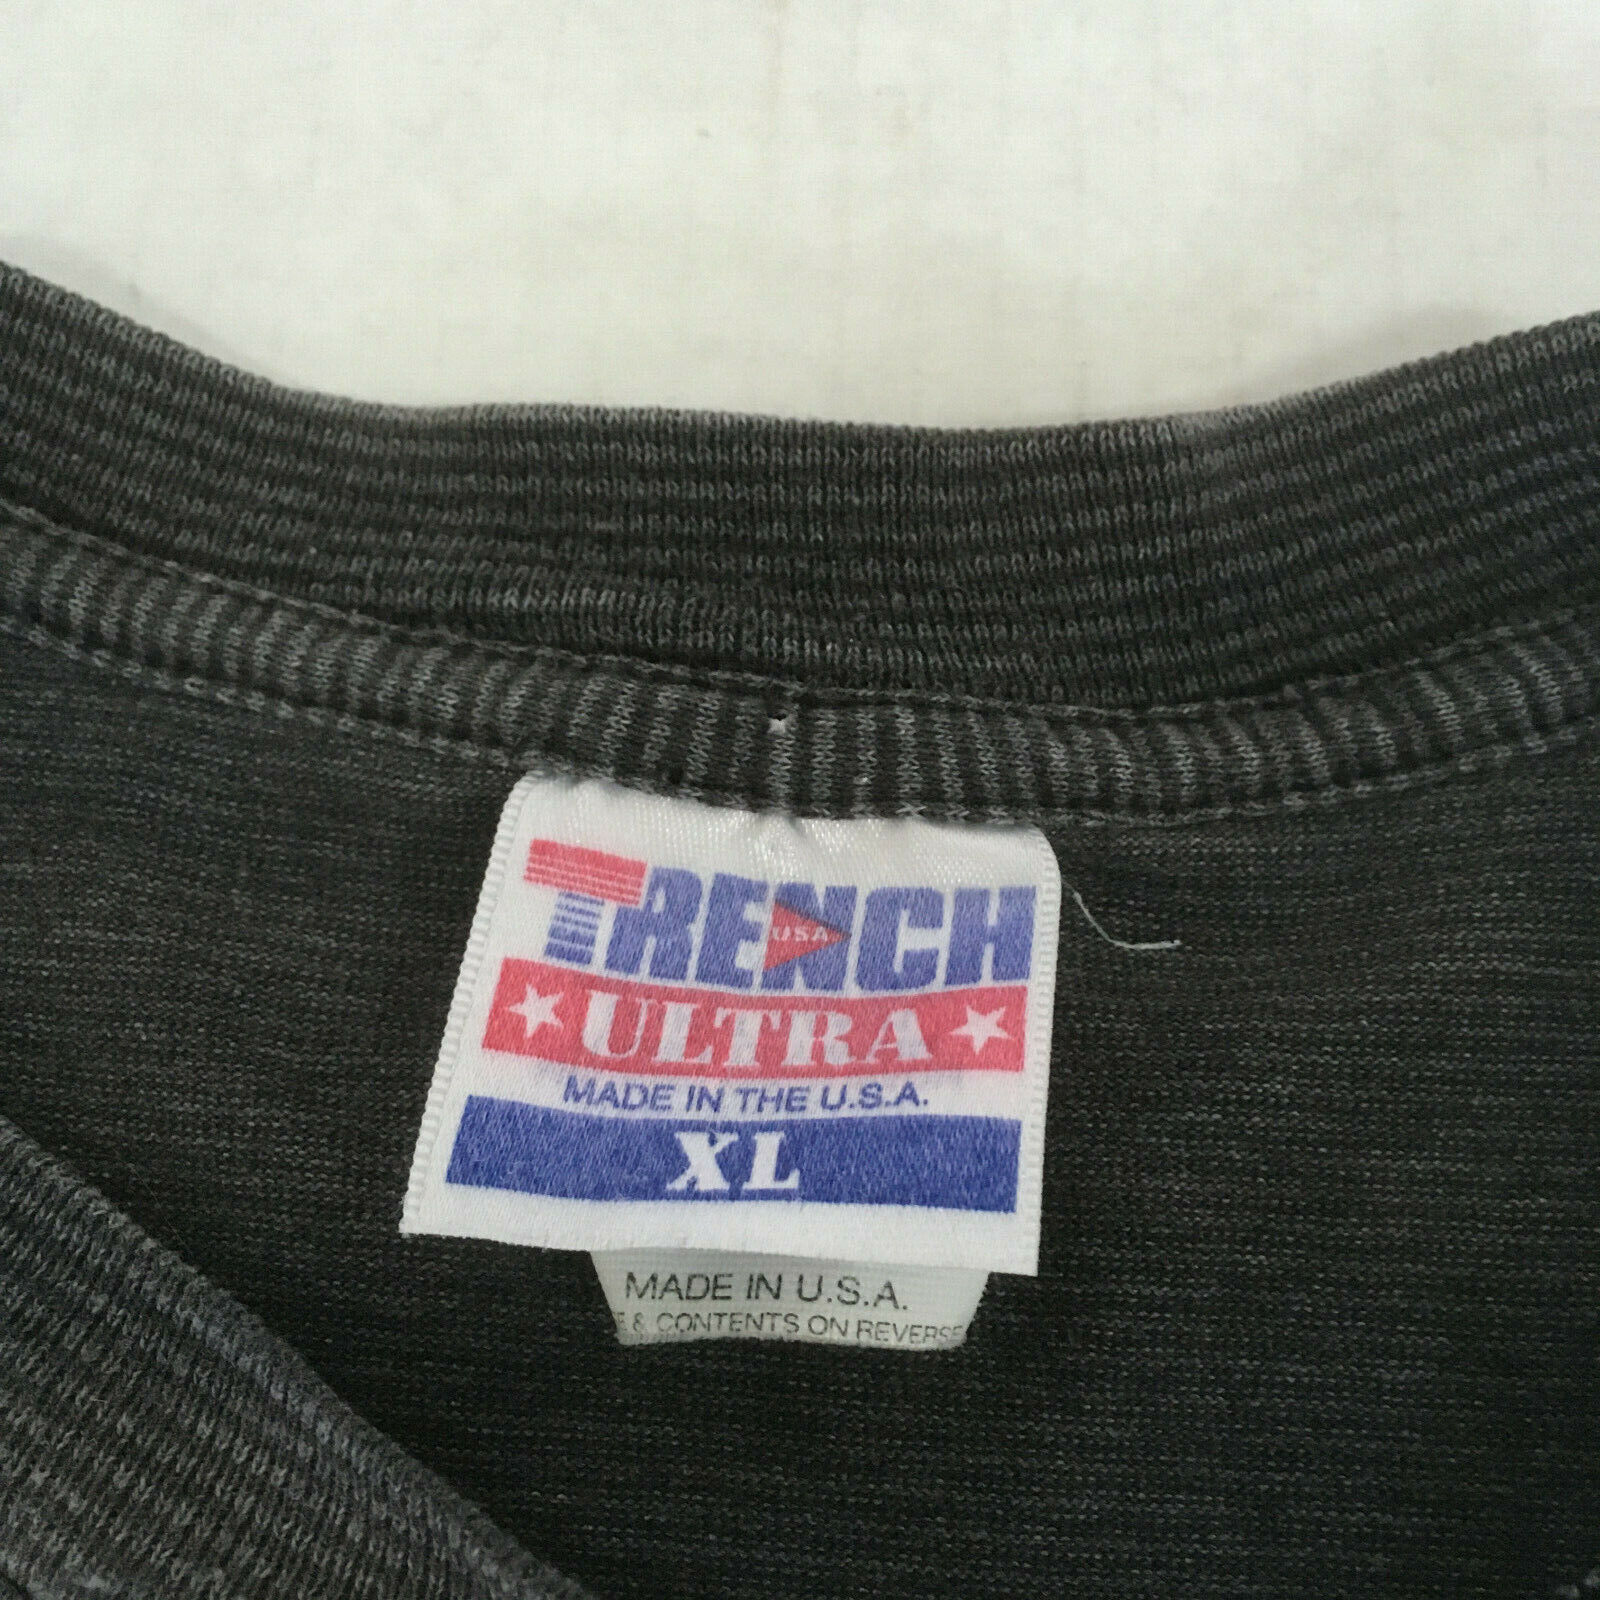 TRENCH
USA
ULTRA
MADE IN THE U.S.A.
XL
MADE IN U.S.A.
& CONTENTS ON REVERSE